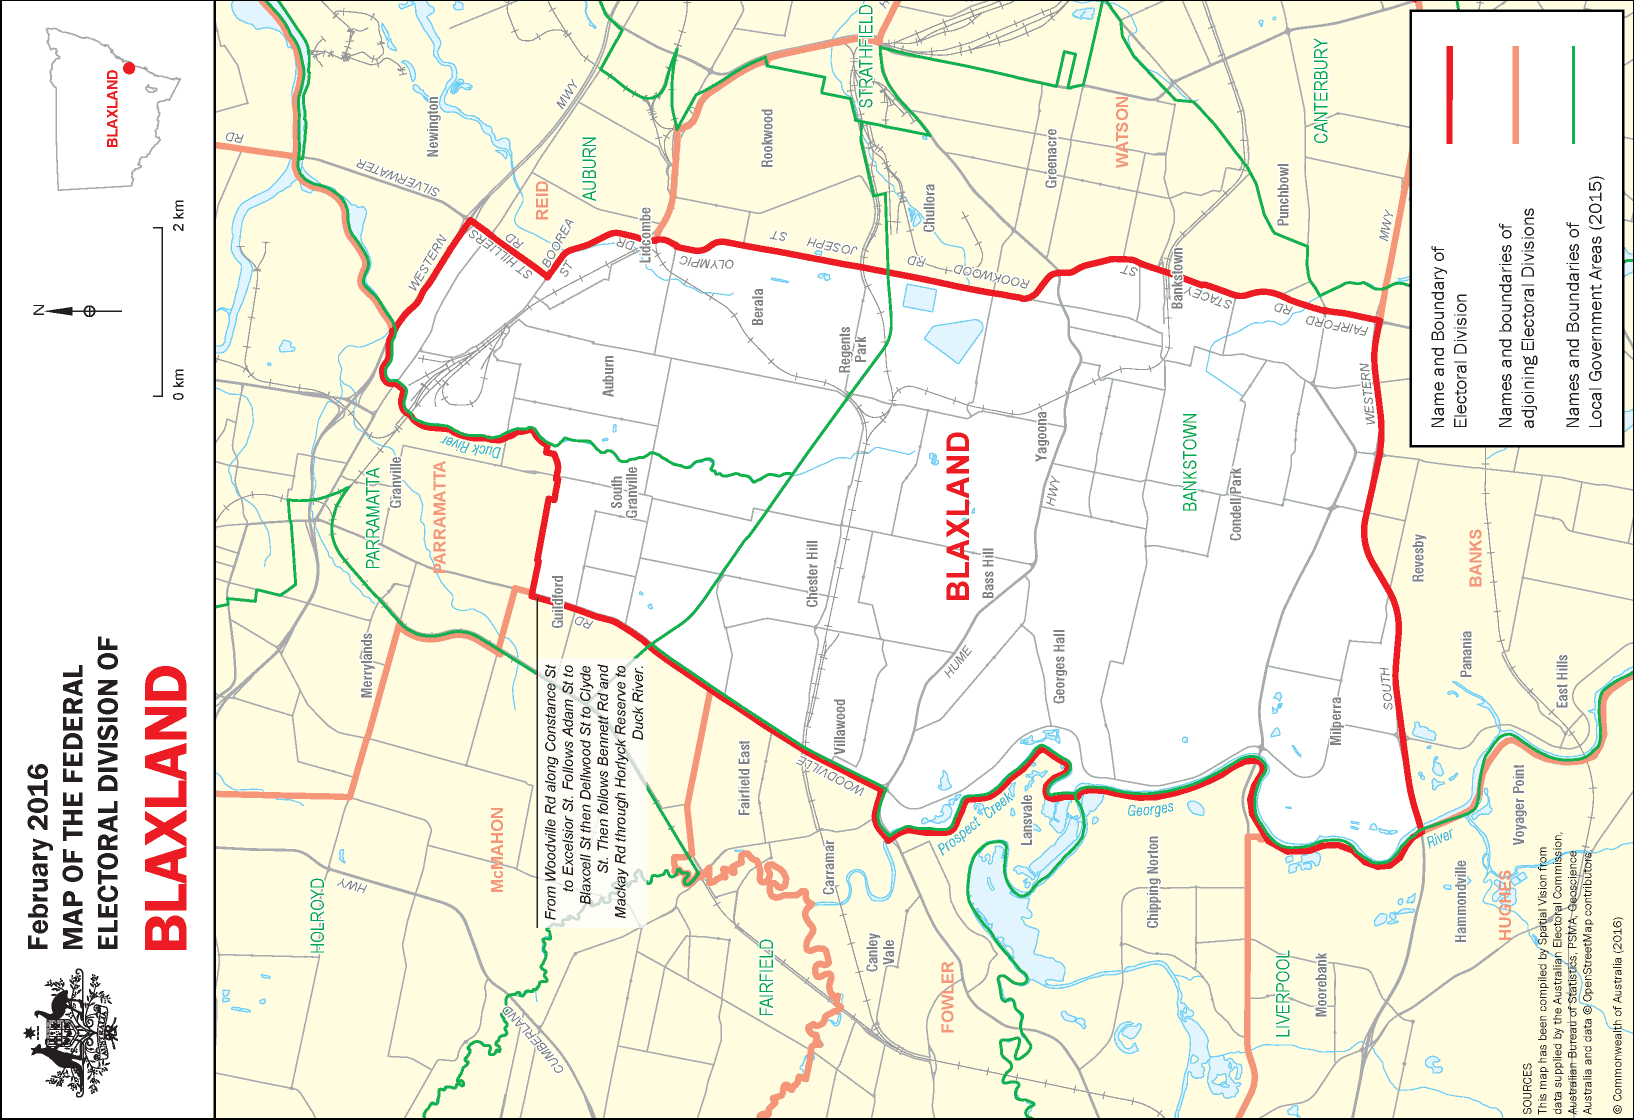 February 2016
MAP OF THE FEDERAL
ELECTORAL DIVISION OF
BLAXLAND
N
0 km
2 km
BLAXLAND
HOLROYD
HWY
CUMBERLAND
McMAHON
Merrylands
PARRAMATTA
Granville
PARRAMATTA
Duck River
WESTERN
SILVERWATER
RD
Newington
MWY
ST HILLIERS
RD
REID
AUBURN
BOOREA
ST
Lidcombe
DR
OLYMPIC
ST
JOSEPH
RD
ROOKWOOD
ROOKWOOD
Rookwood
STRATHFIELD
Chullora
Greenacre
WATSON
CANTERBURY
Punchbowl
MWY
Bankstown
ST
STACEY
RD
FAIRFORD
WESTERN
Auburn
Berala
Regents
Park
South
Granville
Guildford
RD
Chester Hill
BLAXLAND
Bass Hill
Yagoona
HWY
HUME
BANKSTOWN
Condell Park
Georges Hall
Villawood
WOODVILLE
Fairfield East
Carramar
Canley
Vale
FAIRFIELD
FOWLER
Prospect Creek
Lansvale
Georges
River
Chipping Norton
LIVERPOOL
Moorebank
Milperra
SOUTH
Revesby
BANKS
Panania
East Hills
Voyager Point
Hammondville
HUGHES
From Woodville Rd along Constance St
to Excelsior St. Follows Adam St to
Blaxcell St then Dellwood St to Clyde
St. Then follows Bennett Rd and
Mackay Rd through Horlyck Reserve to
Duck River.
Name and Boundary of
Electoral Division
Names and boundaries of
adjoining Electoral Divisions
Names and Boundaries of
Local Government Areas (2015)
SOURCES
This map has been compiled by Spatial Vision from
data supplied by the Australian Electoral Commission,
Australian Bureau of Statistics, PSMA, Geoscience
Australia and data © OpenStreetMap contributors
© Commonwealth of Australia (2016)